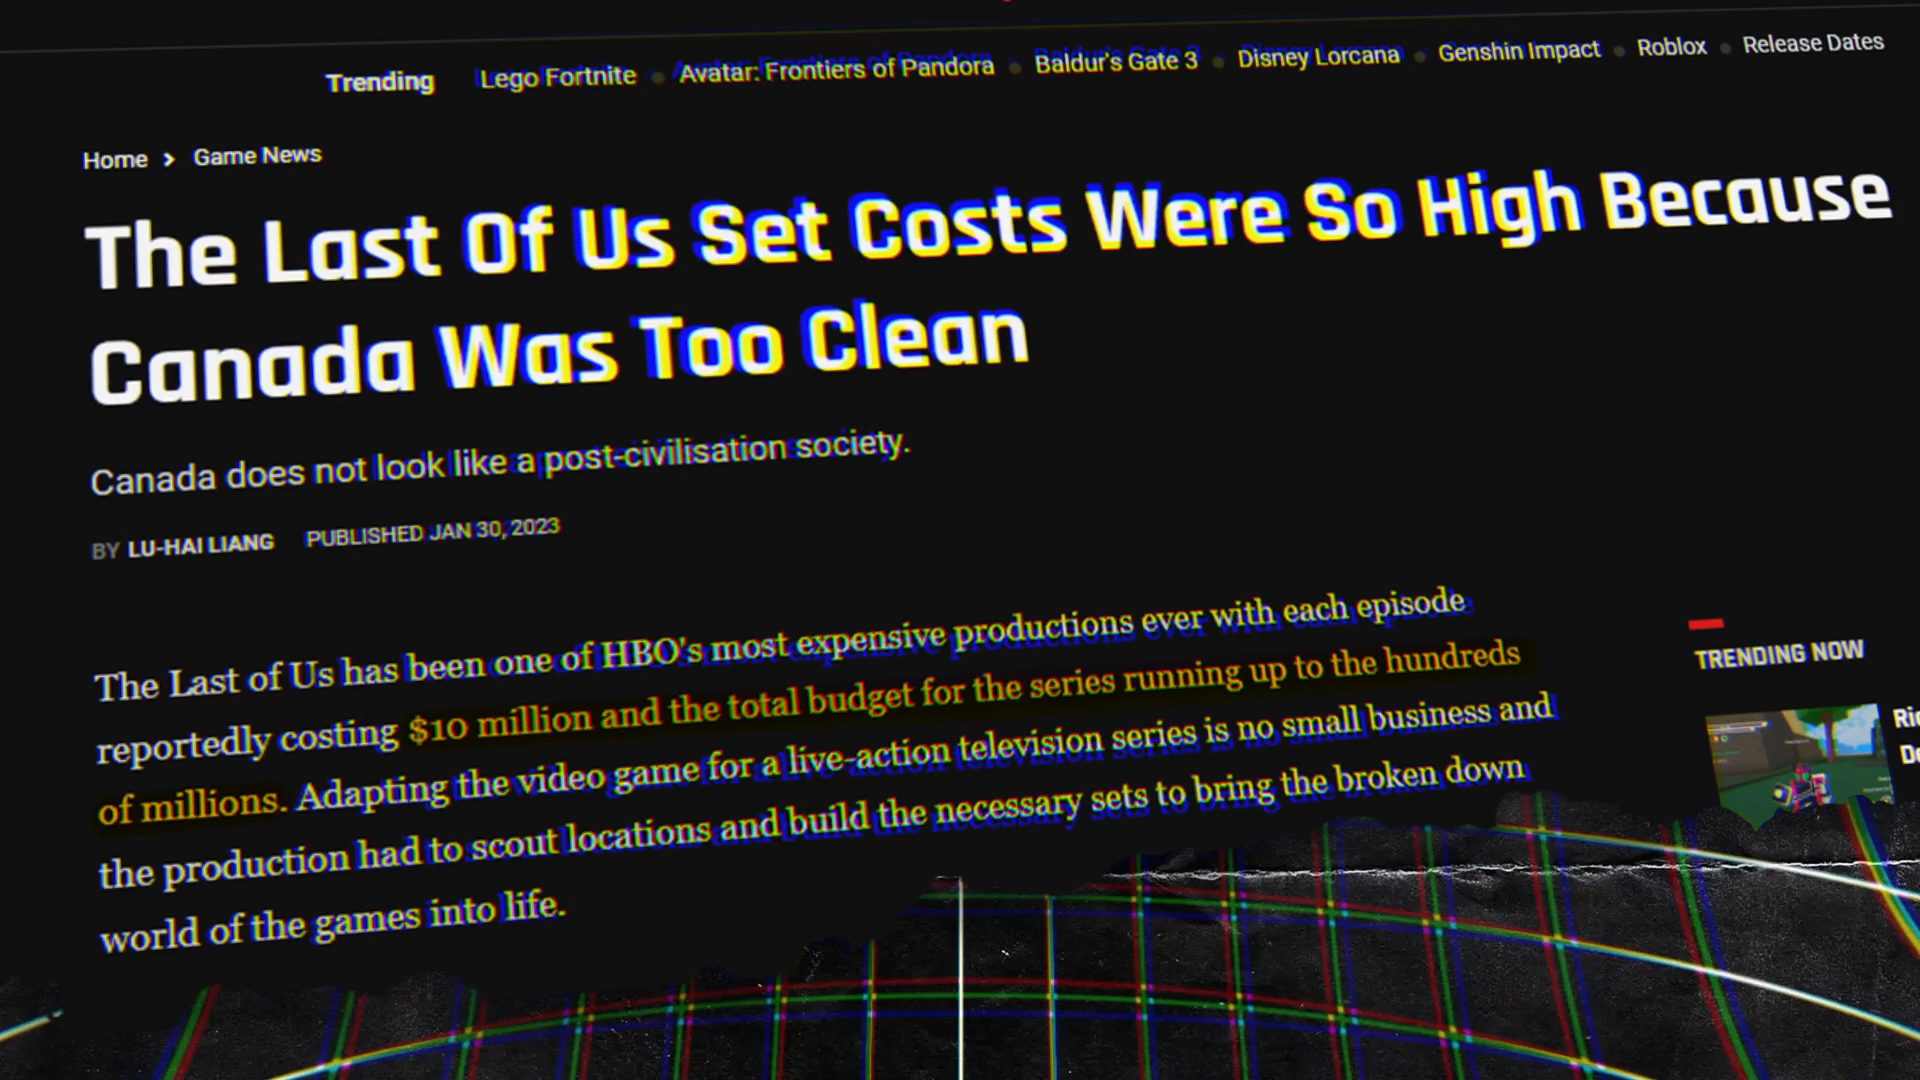 Trending Lego Fortnite Avatar: Frontiers of Pandora Baldur's Gate 3 Disney Lorcana Genshin Impact Roblox Release Dates
Home > Game News
The Last Of Us Set Costs Were So High Because
Canada Was Too Clean
Canada does not look like a post-civilisation society.
BY LU-HAI LIANG PUBLISHED JAN 30, 2023
The Last of Us has been one of HBO's most expensive productions ever with each episode
reportedly costing $10 million and the total budget for the series running up to the hundreds
of millions. Adapting the video game for a live-action television series is no small business and
the production had to scout locations and build the necessary sets to bring the broken down
world of the games into life.
TRENDING NOW